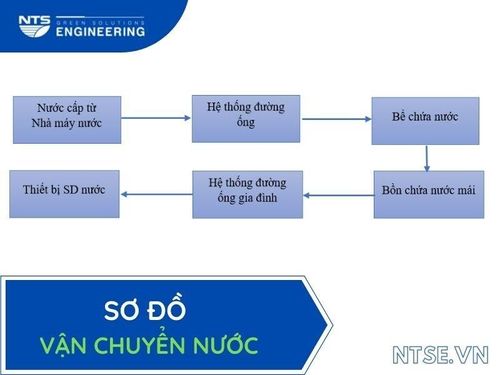 NTS
GREEN SOLUTIONS
ENGINEERING
Nước cấp từ
Nhà máy nước
Hệ thống đường
ống
Bể chứa nước
Bồn chứa nước mái
Hệ thống đường
ống gia đình
Thiết bị SD nước
SƠ ĐỒ
VẬN CHUYỂN NƯỚC
NTSE.VN